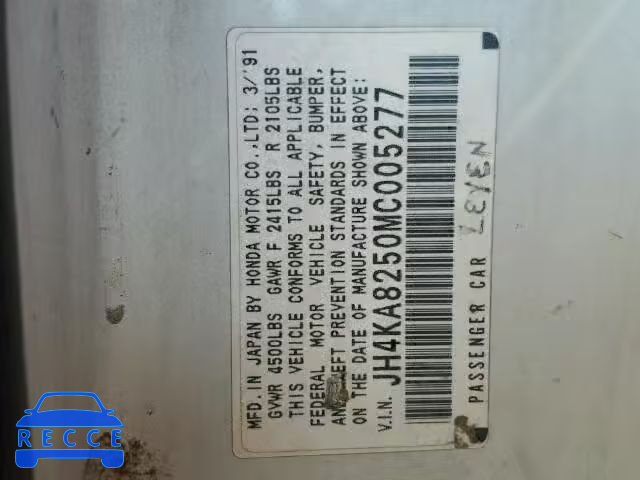 MFD.IN JAPAN BY HONDA MOTOR CO.,LTD; 3/'91
GVWR 4500LBS GAWR F 2415LBS R 2105LBS
THIS VEHICLE CONFORMS TO ALL APPLICABLE
FEDERAL MOTOR VEHICLE SAFETY, BUMPER,
AND THEFT PREVENTION STANDARDS IN EFFECT
ON THE DATE OF MANUFACTURE SHOWN ABOVE:
V.I.N. JH4KA8250MC005277
PASSENGER CAR
RECCE